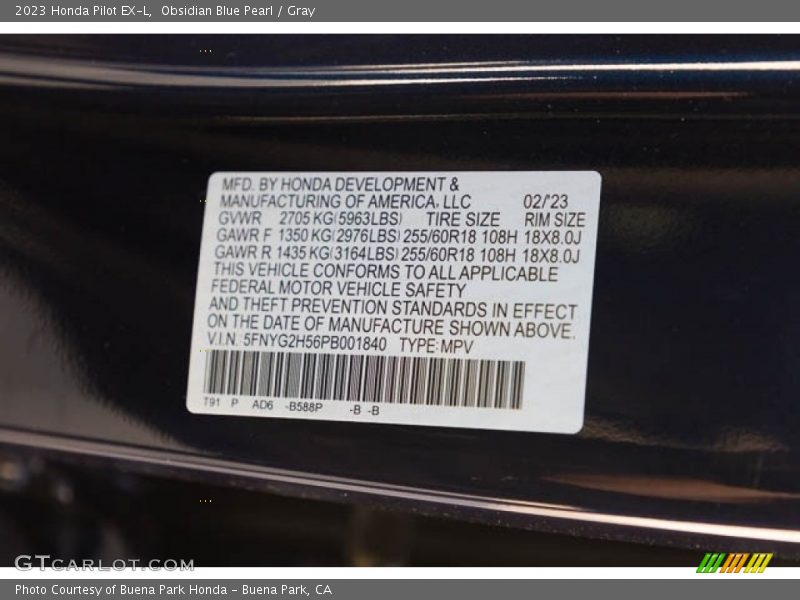 2023 Honda Pilot EX-L, Obsidian Blue Pearl / Gray
MFD. BY HONDA DEVELOPMENT &
MANUFACTURING OF AMERICA, LLC 02/'23
GVWR 2705 KG(5963LBS) TIRE SIZE RIM SIZE
GAWR F 1350 KG(2976LBS) 255/60R18 108H 18X8.0J
GAWR R 1435 KG(3164LBS) 255/60R18 108H 18X8.0J
THIS VEHICLE CONFORMS TO ALL APPLICABLE
FEDERAL MOTOR VEHICLE SAFETY
AND THEFT PREVENTION STANDARDS IN EFFECT
ON THE DATE OF MANUFACTURE SHOWN ABOVE.
V.I.N. 5FNYG2H56PB001840 TYPE:MPV
T91 P AD6 -B588P -B -B
GTCARLOT.COM
Photo Courtesy of Buena Park Honda - Buena Park, CA